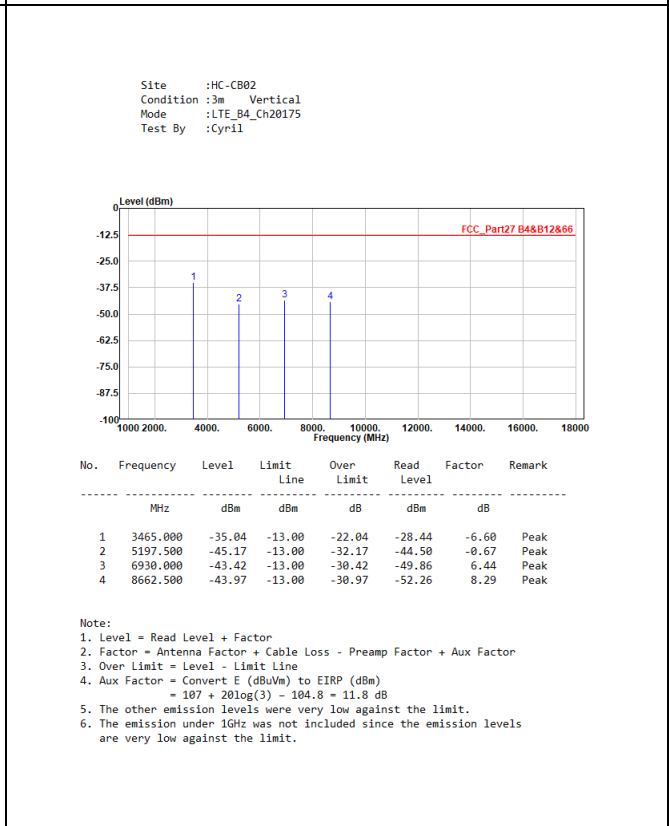 Site      :HC-CB02
Condition :3m    Vertical
Mode      :LTE_B4_Ch20175
Test By   :Cyril
Level (dBm)
0
-12.5
FCC_Part27 B4&B12&66
-25.0
-37.5
-50.0
-62.5
-75.0
-87.5
-100
1
2
3
4
1000 2000. 4000. 6000. 8000. 10000. 12000. 14000. 16000. 18000
Frequency (MHz)
No.   Frequency    Level    Limit      Over      Read    Factor    Remark
Line     Limit     Level
------ ----------- -------- --------- --------- -------- -------- ---------
MHz        dBm      dBm        dB       dBm       dB
1    3465.000    -35.04   -13.00    -22.04    -28.44    -6.60    Peak
2    5197.500    -45.17   -13.00    -32.17    -44.50    -0.67    Peak
3    6930.000    -43.42   -13.00    -30.42    -49.86     6.44    Peak
4    8662.500    -43.97   -13.00    -30.97    -52.26     8.29    Peak
Note:
1. Level = Read Level + Factor
2. Factor = Antenna Factor + Cable Loss - Preamp Factor + Aux Factor
3. Over Limit = Level - Limit Line
4. Aux Factor = Convert E (dBuVm) to EIRP (dBm)
= 107 + 20log(3) – 104.8 = 11.8 dB
5. The other emission levels were very low against the limit.
6. The emission under 1GHz was not included since the emission levels
are very low against the limit.